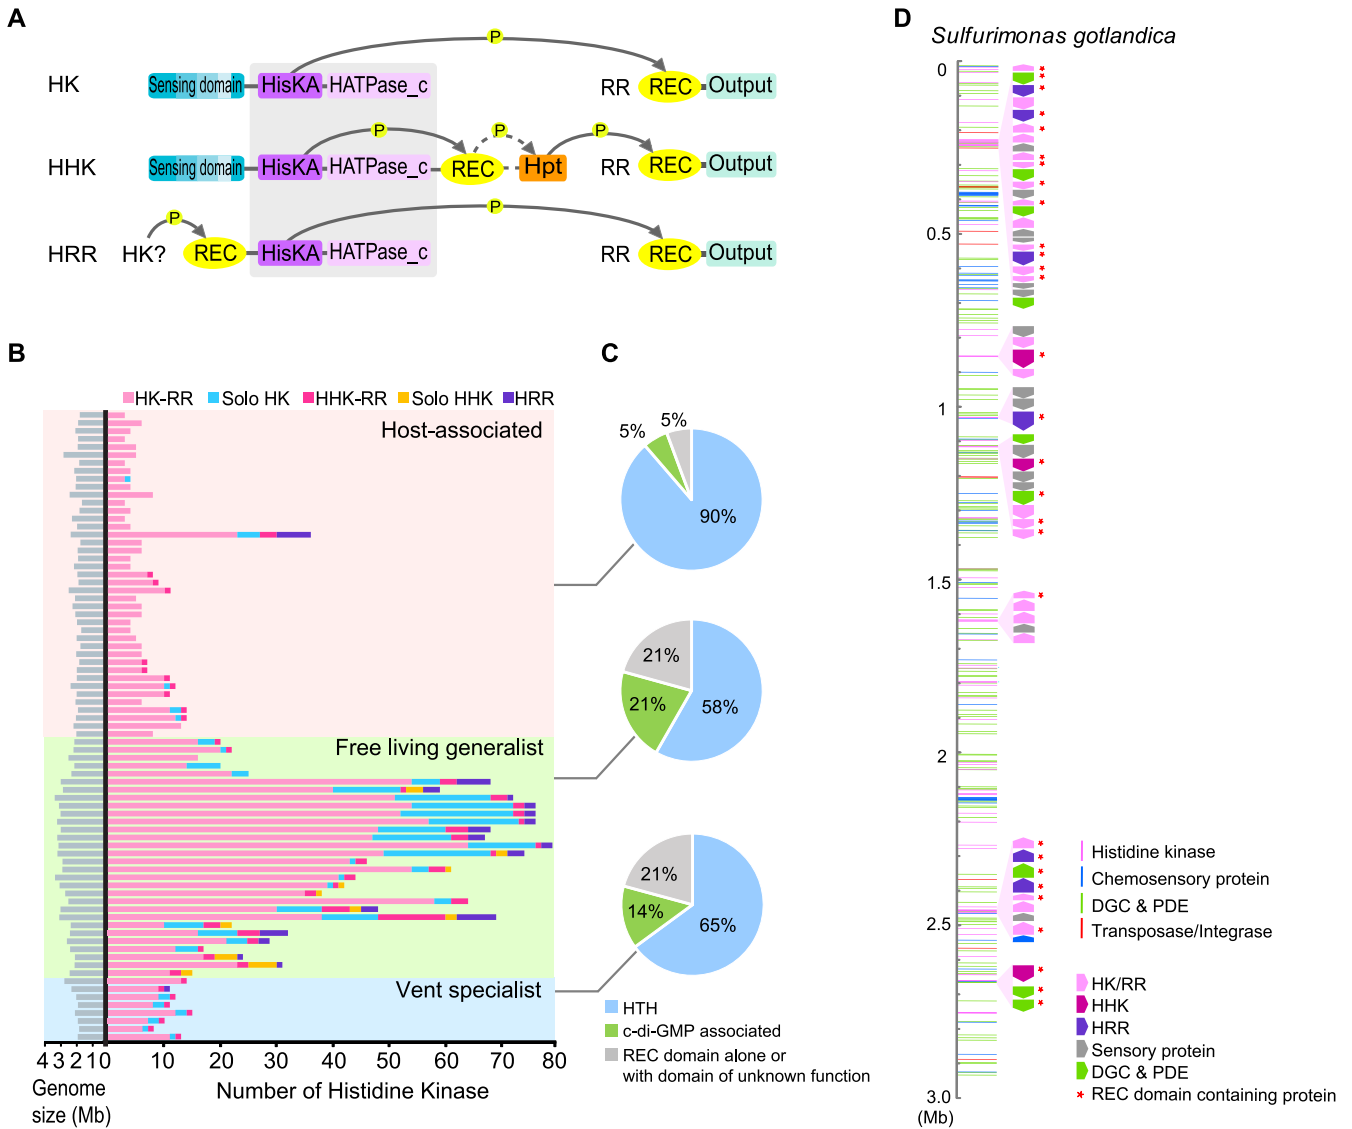 A
P
HK
Sensing domain
HisKA
HATPase_c
RR
REC
Output
P
P
P
HHK
Sensing domain
HisKA
HATPase_c
REC
Hpt
RR
REC
Output
P
P
HRR
HK?
REC
HisKA
HATPase_c
RR
REC
Output
B
HK-RR
Solo HK
HHK-RR
Solo HHK
HRR
Host-associated
Free living generalist
Vent specialist
4 3 2 1 0
10 20 30 40 50 60 70 80
Genome
size (Mb)
Number of Histidine Kinase
C
5%
5%
90%
21%
21%
58%
21%
14%
65%
HTH
c-di-GMP associated
REC domain alone or
with domain of unknown function
D
Sulfurimonas gotlandica
0
0.5
1
1.5
2
2.5
3.0
(Mb)
Histidine kinase
Chemosensory protein
DGC & PDE
Transposase/Integrase
HK/RR
HHK
HRR
Sensory protein
DGC & PDE
* REC domain containing protein